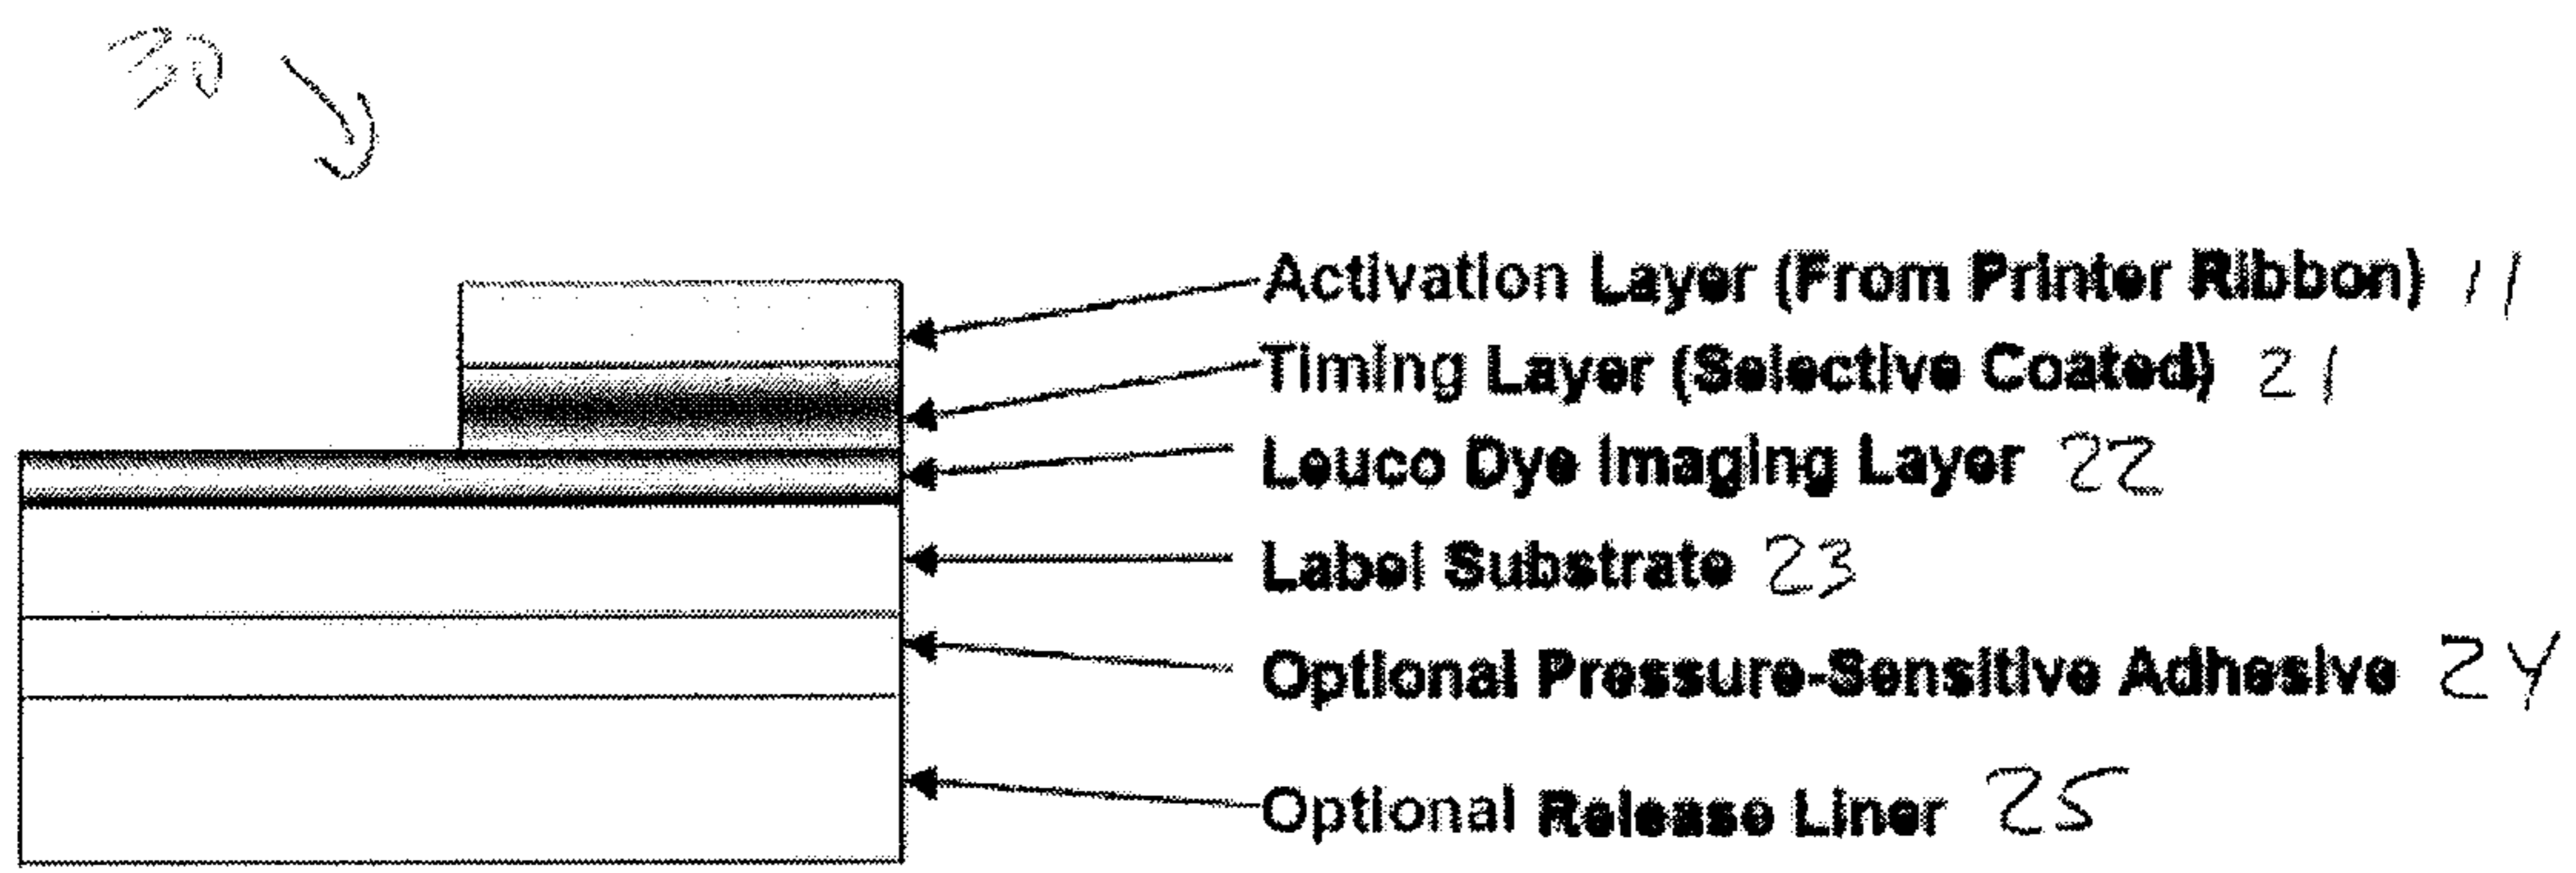 30
Activation Layer (From Printer Ribbon) 11
Timing Layer (Selective Coated) 21
Leuco Dye Imaging Layer 22
Label Substrate 23
Optional Pressure-Sensitive Adhesive 24
Optional Release Liner 25